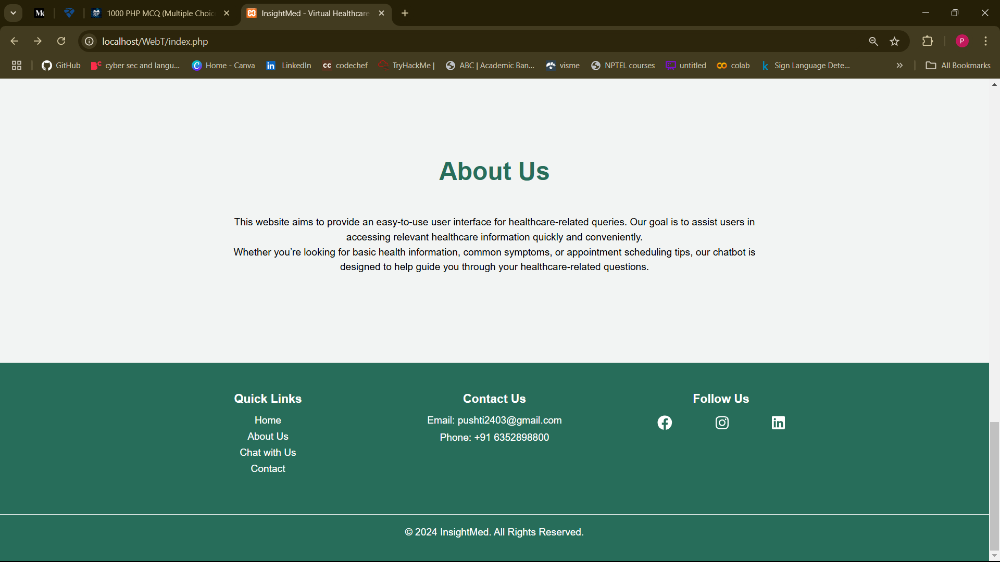 Me
SF
1000 PHP MCQ (Multiple Choic
InsightMed - Virtual Healthcare
localhost/WebT/index.php
P
GitHub
cyber sec and langu...
Home - Canva
LinkedIn
codechef
TryHackMe |
ABC | Academic Ban...
visme
NPTEL courses
untitled
colab
Sign Language Dete...
All Bookmarks
About Us
This website aims to provide an easy-to-use user interface for healthcare-related queries. Our goal is to assist users in
accessing relevant healthcare information quickly and conveniently.
Whether you’re looking for basic health information, common symptoms, or appointment scheduling tips, our chatbot is
designed to help guide you through your healthcare-related questions.
Quick Links
Home
About Us
Chat with Us
Contact
Contact Us
Email: pushti2403@gmail.com
Phone: +91 6352898800
Follow Us
© 2024 InsightMed. All Rights Reserved.